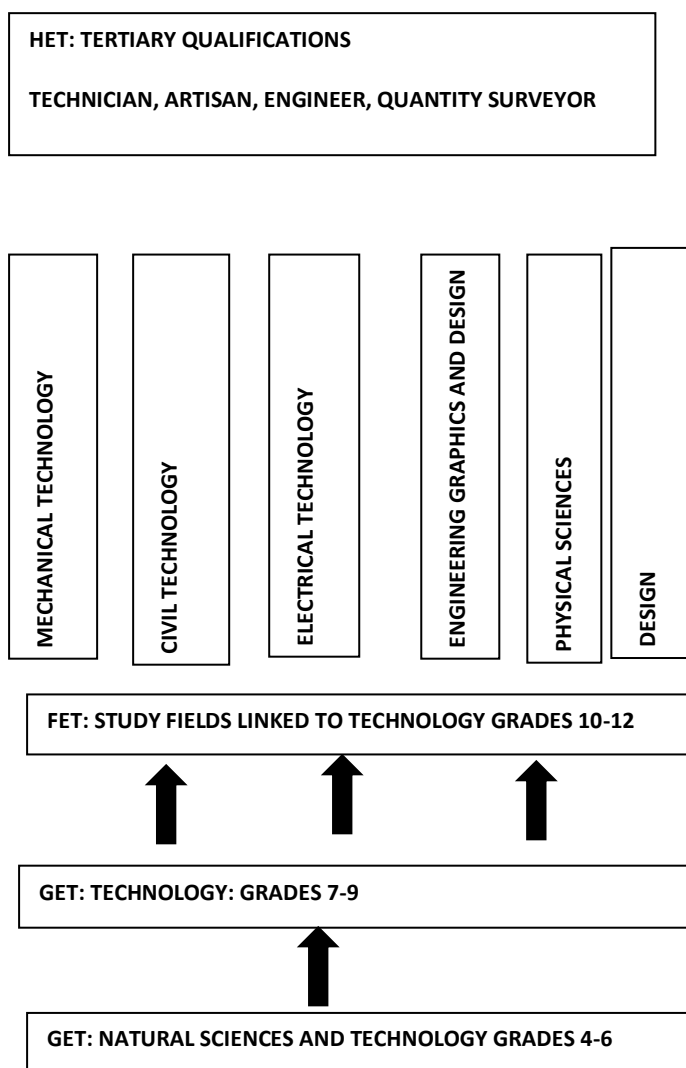 HET: TERTIARY QUALIFICATIONS
TECHNICIAN, ARTISAN, ENGINEER, QUANTITY SURVEYOR
MECHANICAL TECHNOLOGY
CIVIL TECHNOLOGY
ELECTRICAL TECHNOLOGY
ENGINEERING GRAPHICS AND DESIGN
PHYSICAL SCIENCES
DESIGN
FET: STUDY FIELDS LINKED TO TECHNOLOGY GRADES 10-12
GET: TECHNOLOGY: GRADES 7-9
GET: NATURAL SCIENCES AND TECHNOLOGY GRADES 4-6